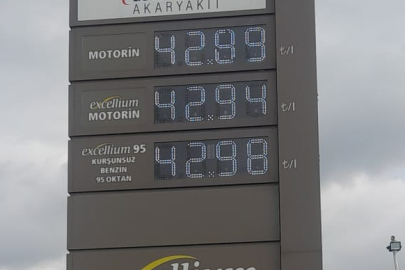 AKARYAKIT
MOTORİN 42.89 ₺/l
excellium
MOTORİN 42.94 ₺/l
excellium 95
KURŞUNSUZ
BENZİN
95 OKTAN 42.98 ₺/l